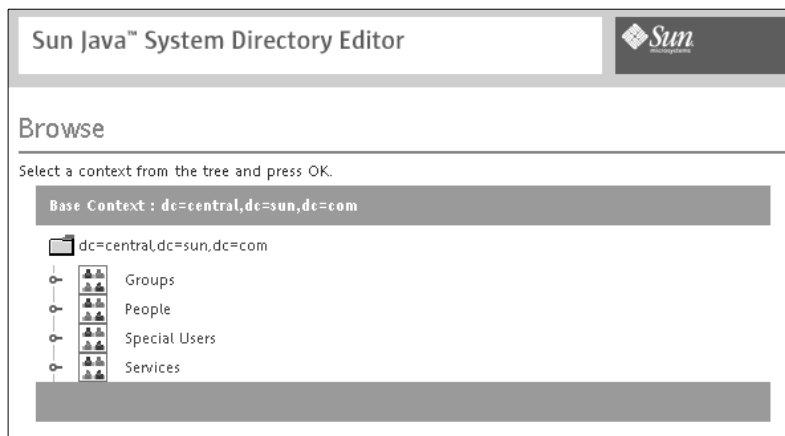 Sun Java™ System Directory Editor
Sun
microsystems
Browse
Select a context from the tree and press OK.
Base Context : dc=central,dc=sun,dc=com
dc=central,dc=sun,dc=com
Groups
People
Special Users
Services